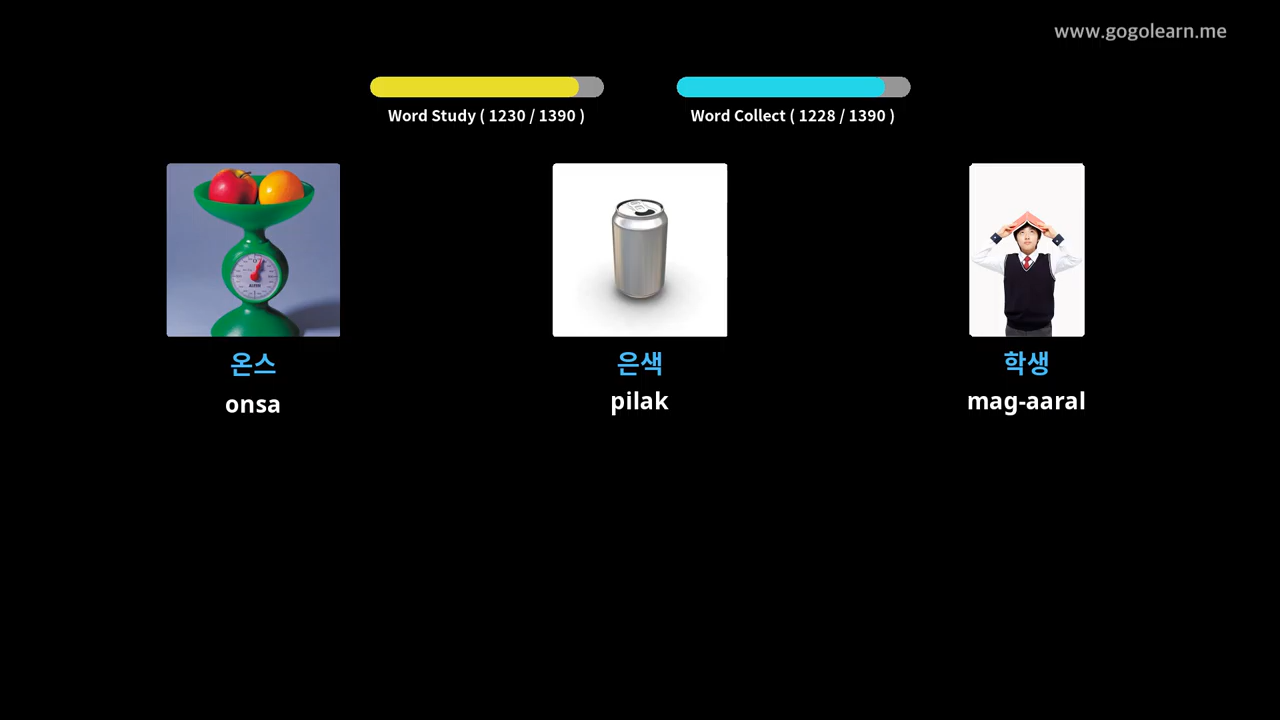 www.gogolearn.me
Word Study ( 1230 / 1390 )
Word Collect ( 1228 / 1390 )
온스
은색
학생
onsa
pilak
mag-aaral